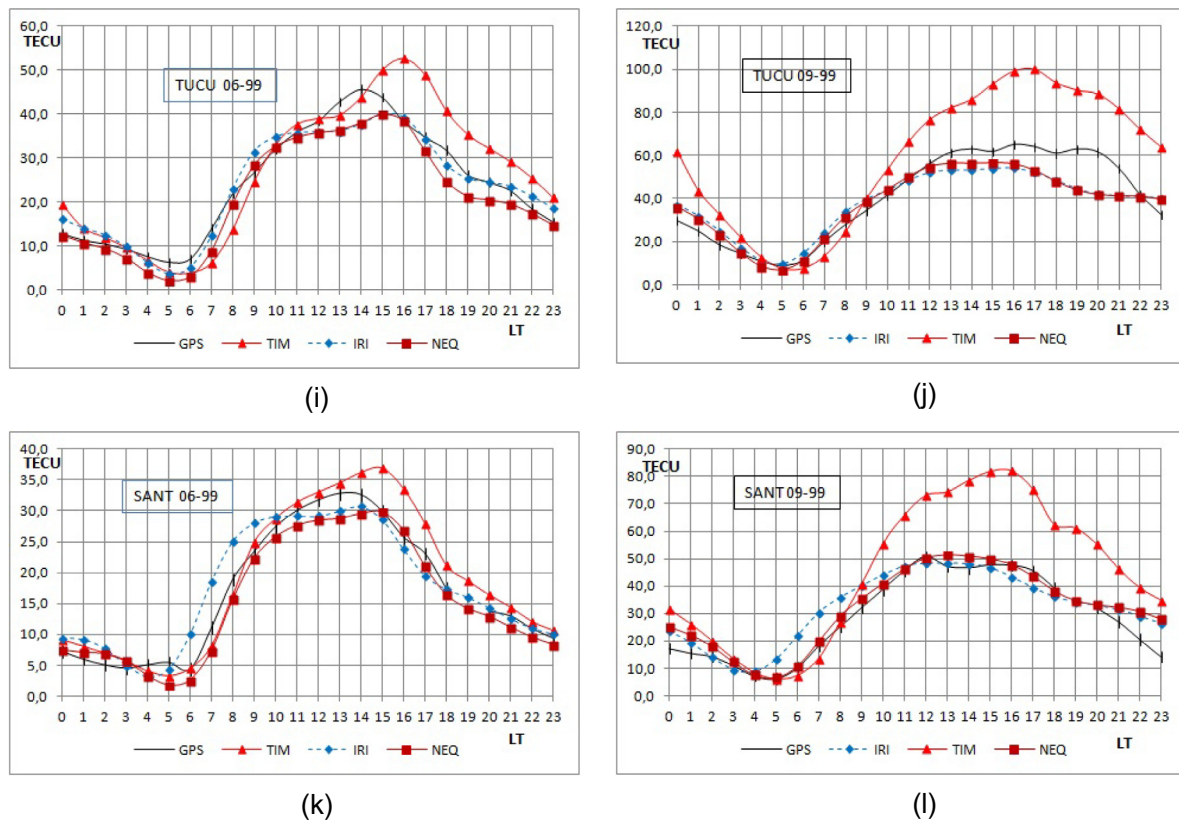 60,0
TECU
50,0
40,0
30,0
20,0
10,0
0,0
TUCU 06-99
0 1 2 3 4 5 6 7 8 9 10 11 12 13 14 15 16 17 18 19 20 21 22 23
LT
GPS TIM IRI NEQ
(i)
120,0
TECU
100,0
80,0
60,0
40,0
20,0
0,0
TUCU 09-99
0 1 2 3 4 5 6 7 8 9 10 11 12 13 14 15 16 17 18 19 20 21 22 23
LT
GPS IRI TIM NEQ
(j)
40,0
TECU
35,0
30,0
25,0
20,0
15,0
10,0
5,0
0,0
SANT 06-99
0 1 2 3 4 5 6 7 8 9 10 11 12 13 14 15 16 17 18 19 20 21 22 23
LT
GPS TIM IRI NEQ
(k)
90,0
TECU
80,0
70,0
60,0
50,0
40,0
30,0
20,0
10,0
0,0
SANT 09-99
0 1 2 3 4 5 6 7 8 9 10 11 12 13 14 15 16 17 18 19 20 21 22 23
LT
GPS IRI TIM NEQ
(l)